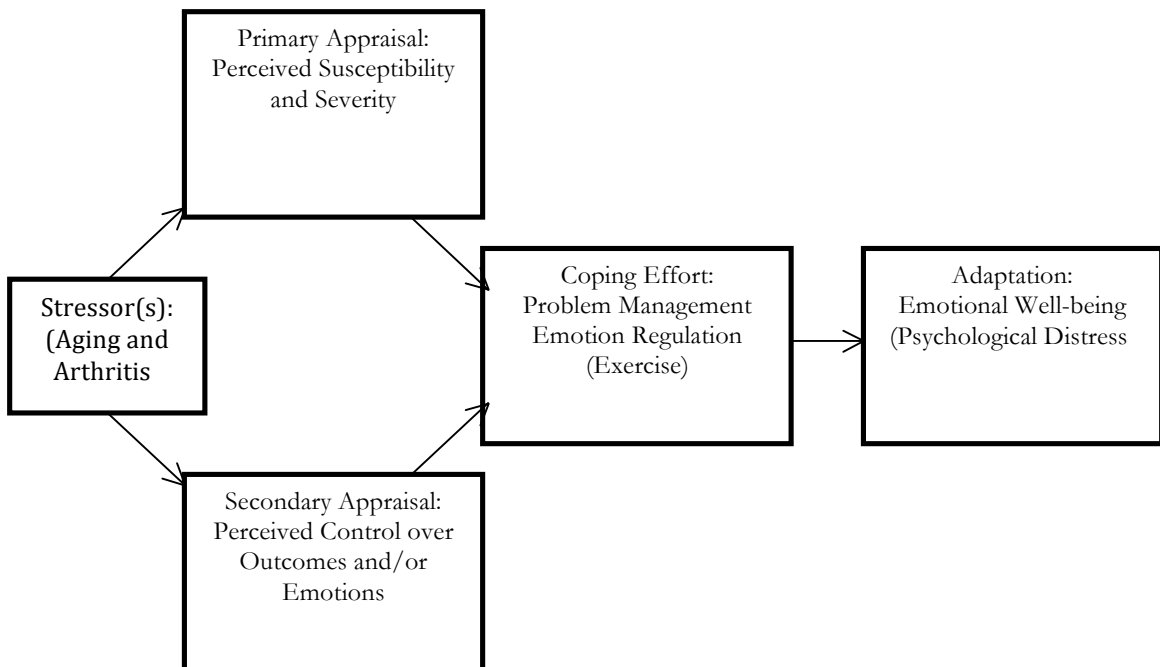 Primary Appraisal:
Perceived Susceptibility
and Severity
Stressor(s):
(Aging and
Arthritis
Coping Effort:
Problem Management
Emotion Regulation
(Exercise)
Adaptation:
Emotional Well-being
(Psychological Distress
Secondary Appraisal:
Perceived Control over
Outcomes and/or
Emotions